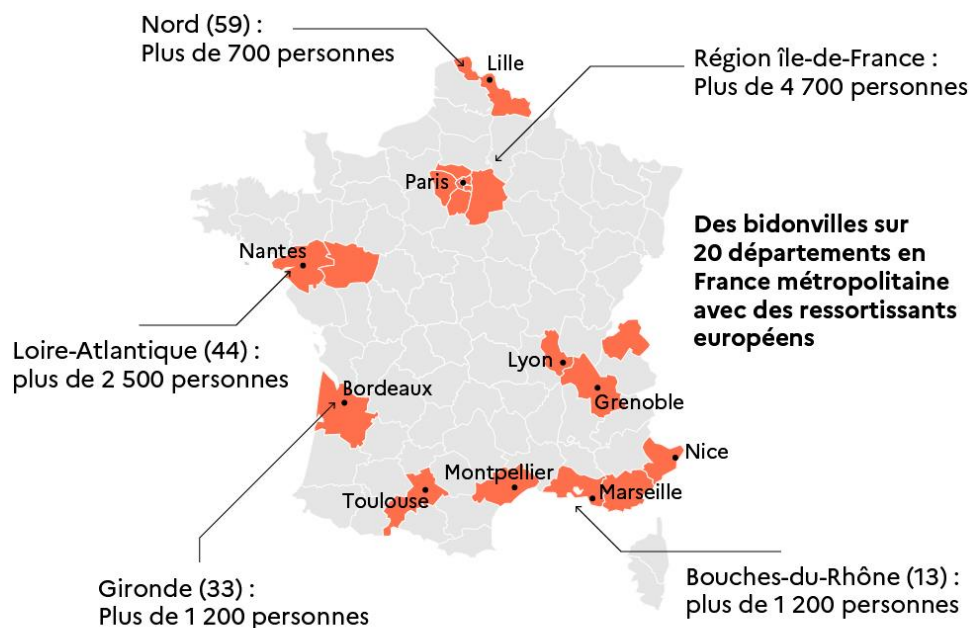 Nord (59) :
Plus de 700 personnes
Lille
Région île-de-France :
Plus de 4 700 personnes
Paris
Des bidonvilles sur
20 départements en
France métropolitaine
avec des ressortissants
européens
Nantes
Loire-Atlantique (44) :
plus de 2 500 personnes
Lyon
Grenoble
Bordeaux
Nice
Montpellier
Toulouse
Marseille
Gironde (33) :
Plus de 1 200 personnes
Bouches-du-Rhône (13) :
plus de 1 200 personnes